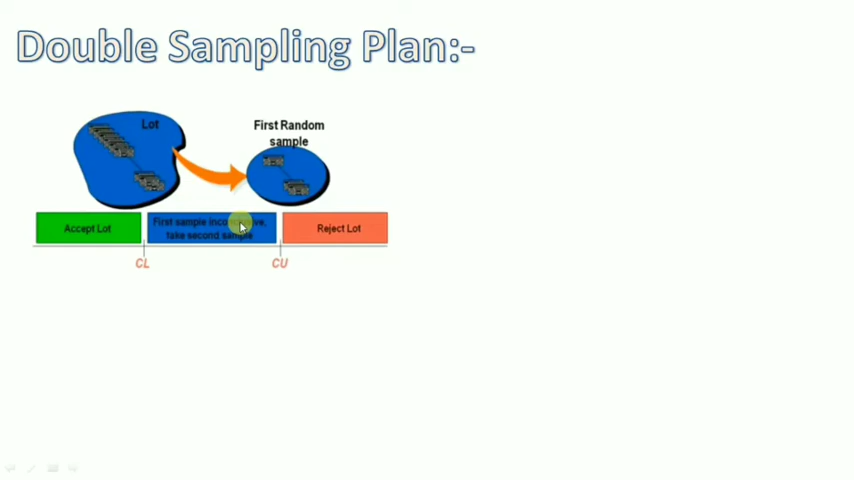 Double Sampling Plan:-
Lot
First Random
sample
Accept Lot
First sample inconclusive,
take second sample
Reject Lot
CL
CU